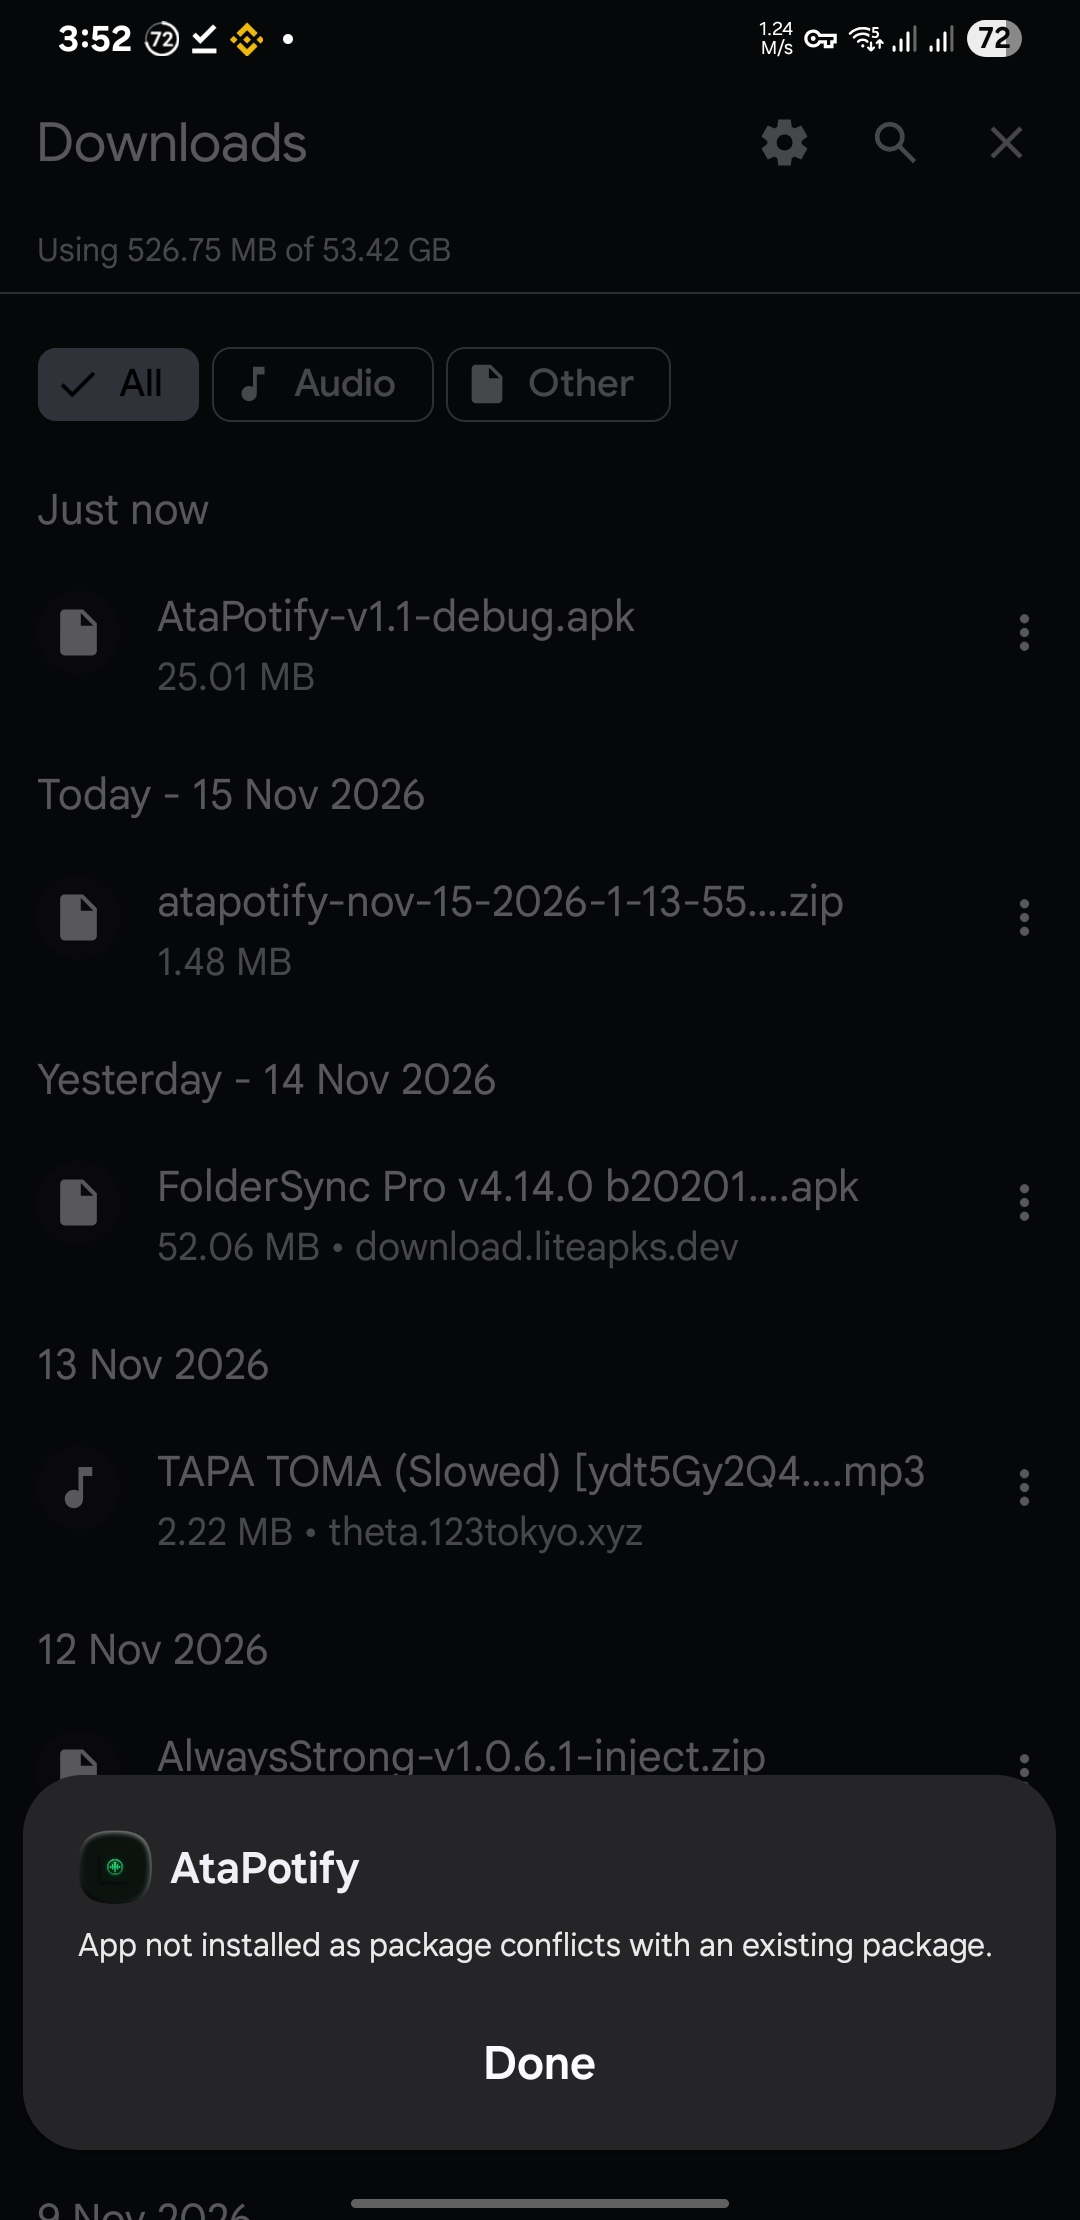 3:52 72
1.24 M/s 5 72
Downloads
Using 526.75 MB of 53.42 GB
All Audio Other
Just now
AtaPotify-v1.1-debug.apk
25.01 MB
Today - 15 Nov 2026
atapotify-nov-15-2026-1-13-55....zip
1.48 MB
Yesterday - 14 Nov 2026
FolderSync Pro v4.14.0 b20201....apk
52.06 MB • download.liteapks.dev
13 Nov 2026
TAPA TOMA (Slowed) [ydt5Gy2Q4....mp3
2.22 MB • theta.123tokyo.xyz
12 Nov 2026
AlwaysStrong-v1.0.6.1-inject.zip
AtaPotify
App not installed as package conflicts with an existing package.
Done
9 Nov 2026